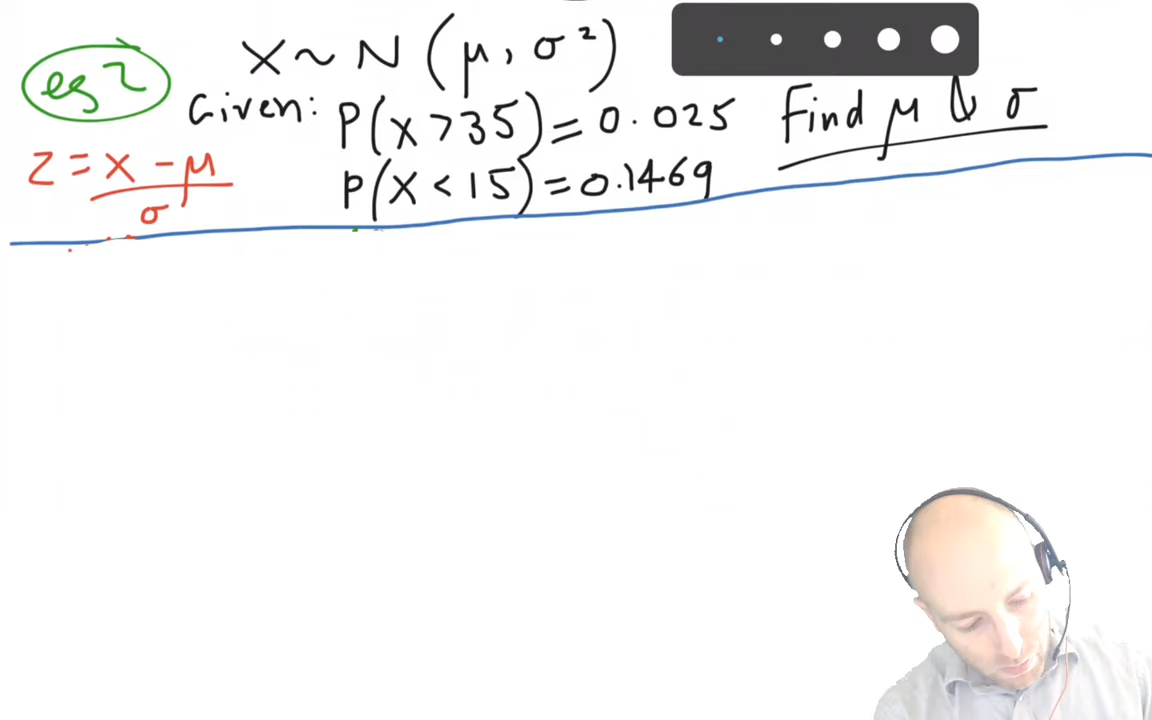 eg 2
X ~ N (μ, σ²)
Given: P(X > 35) = 0.025
P(X < 15) = 0.1469
Find μ & σ
Z = X - μ / σ